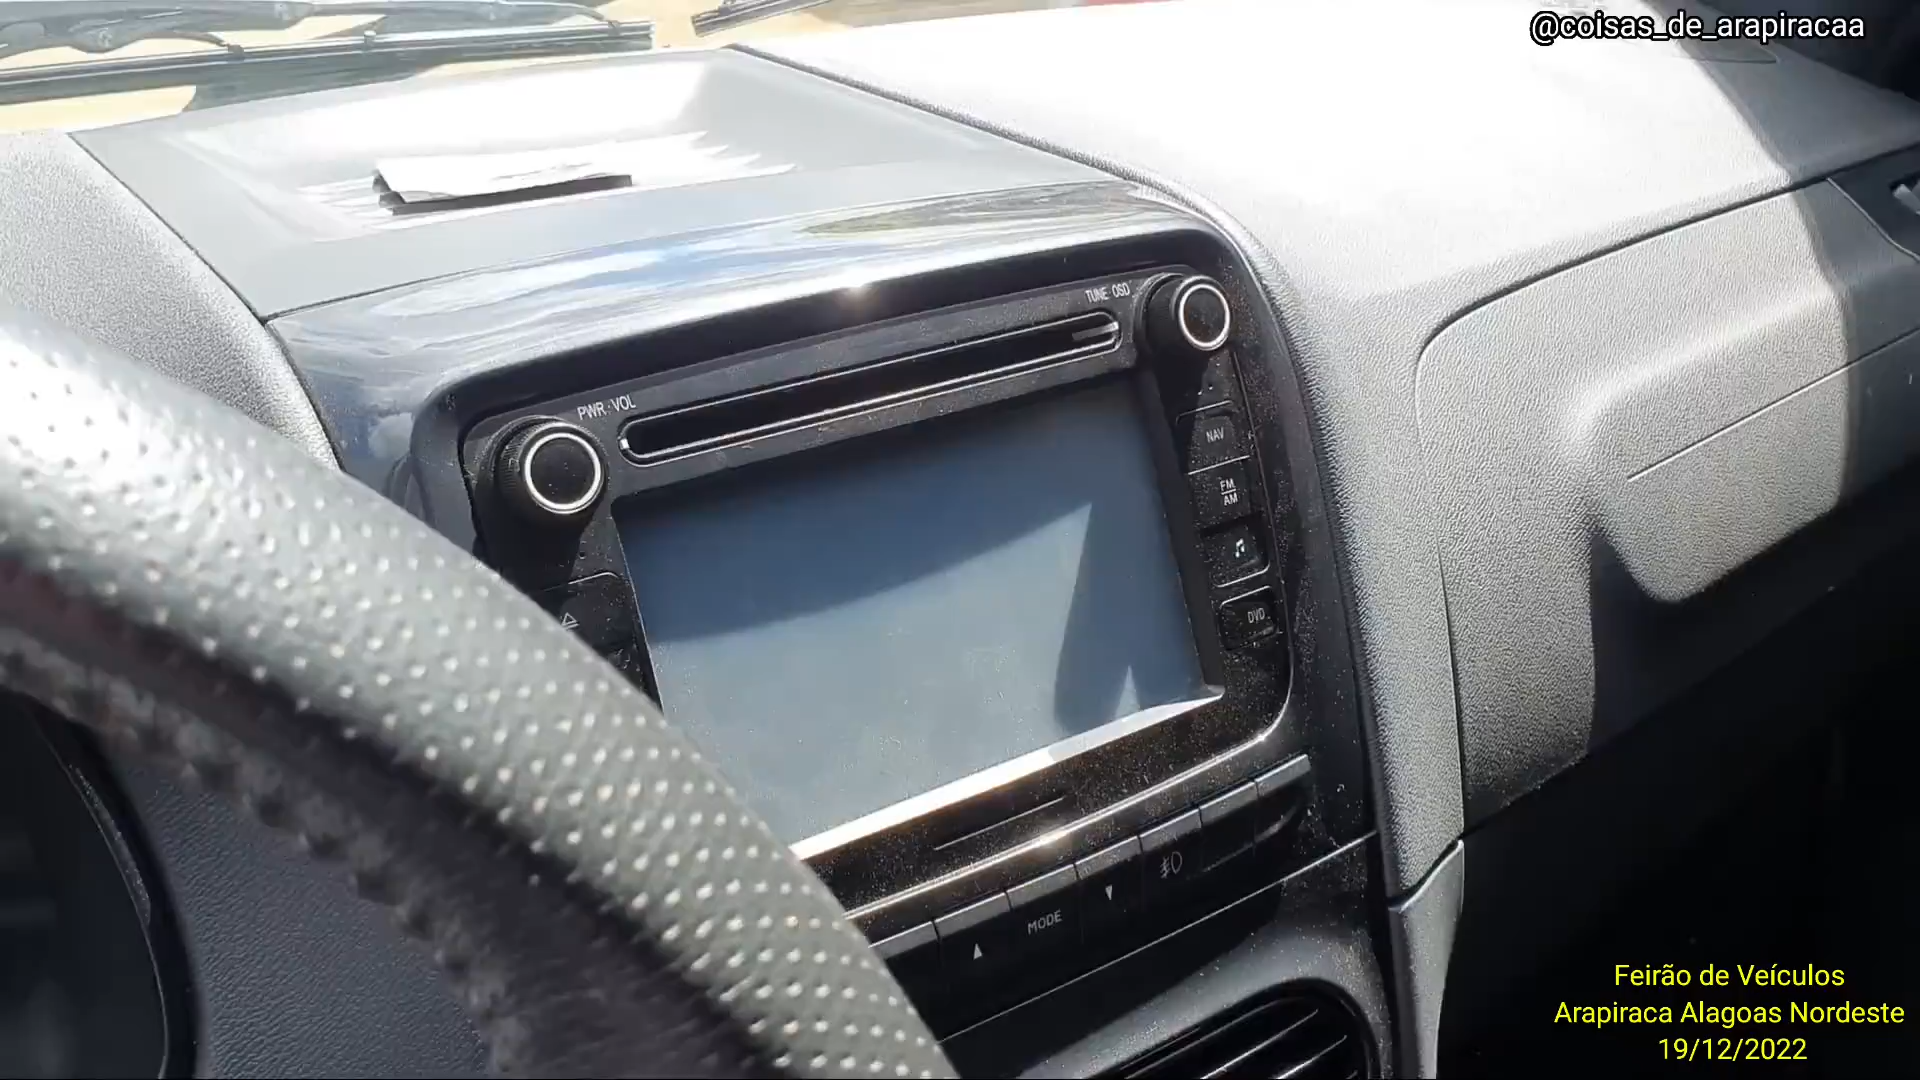 @coisas_de_arapiracaa
TUNE·OSD
PWR·VOL
NAV
FM
AM
DVD
MODE
Feirão de Veículos
Arapiraca Alagoas Nordeste
19/12/2022